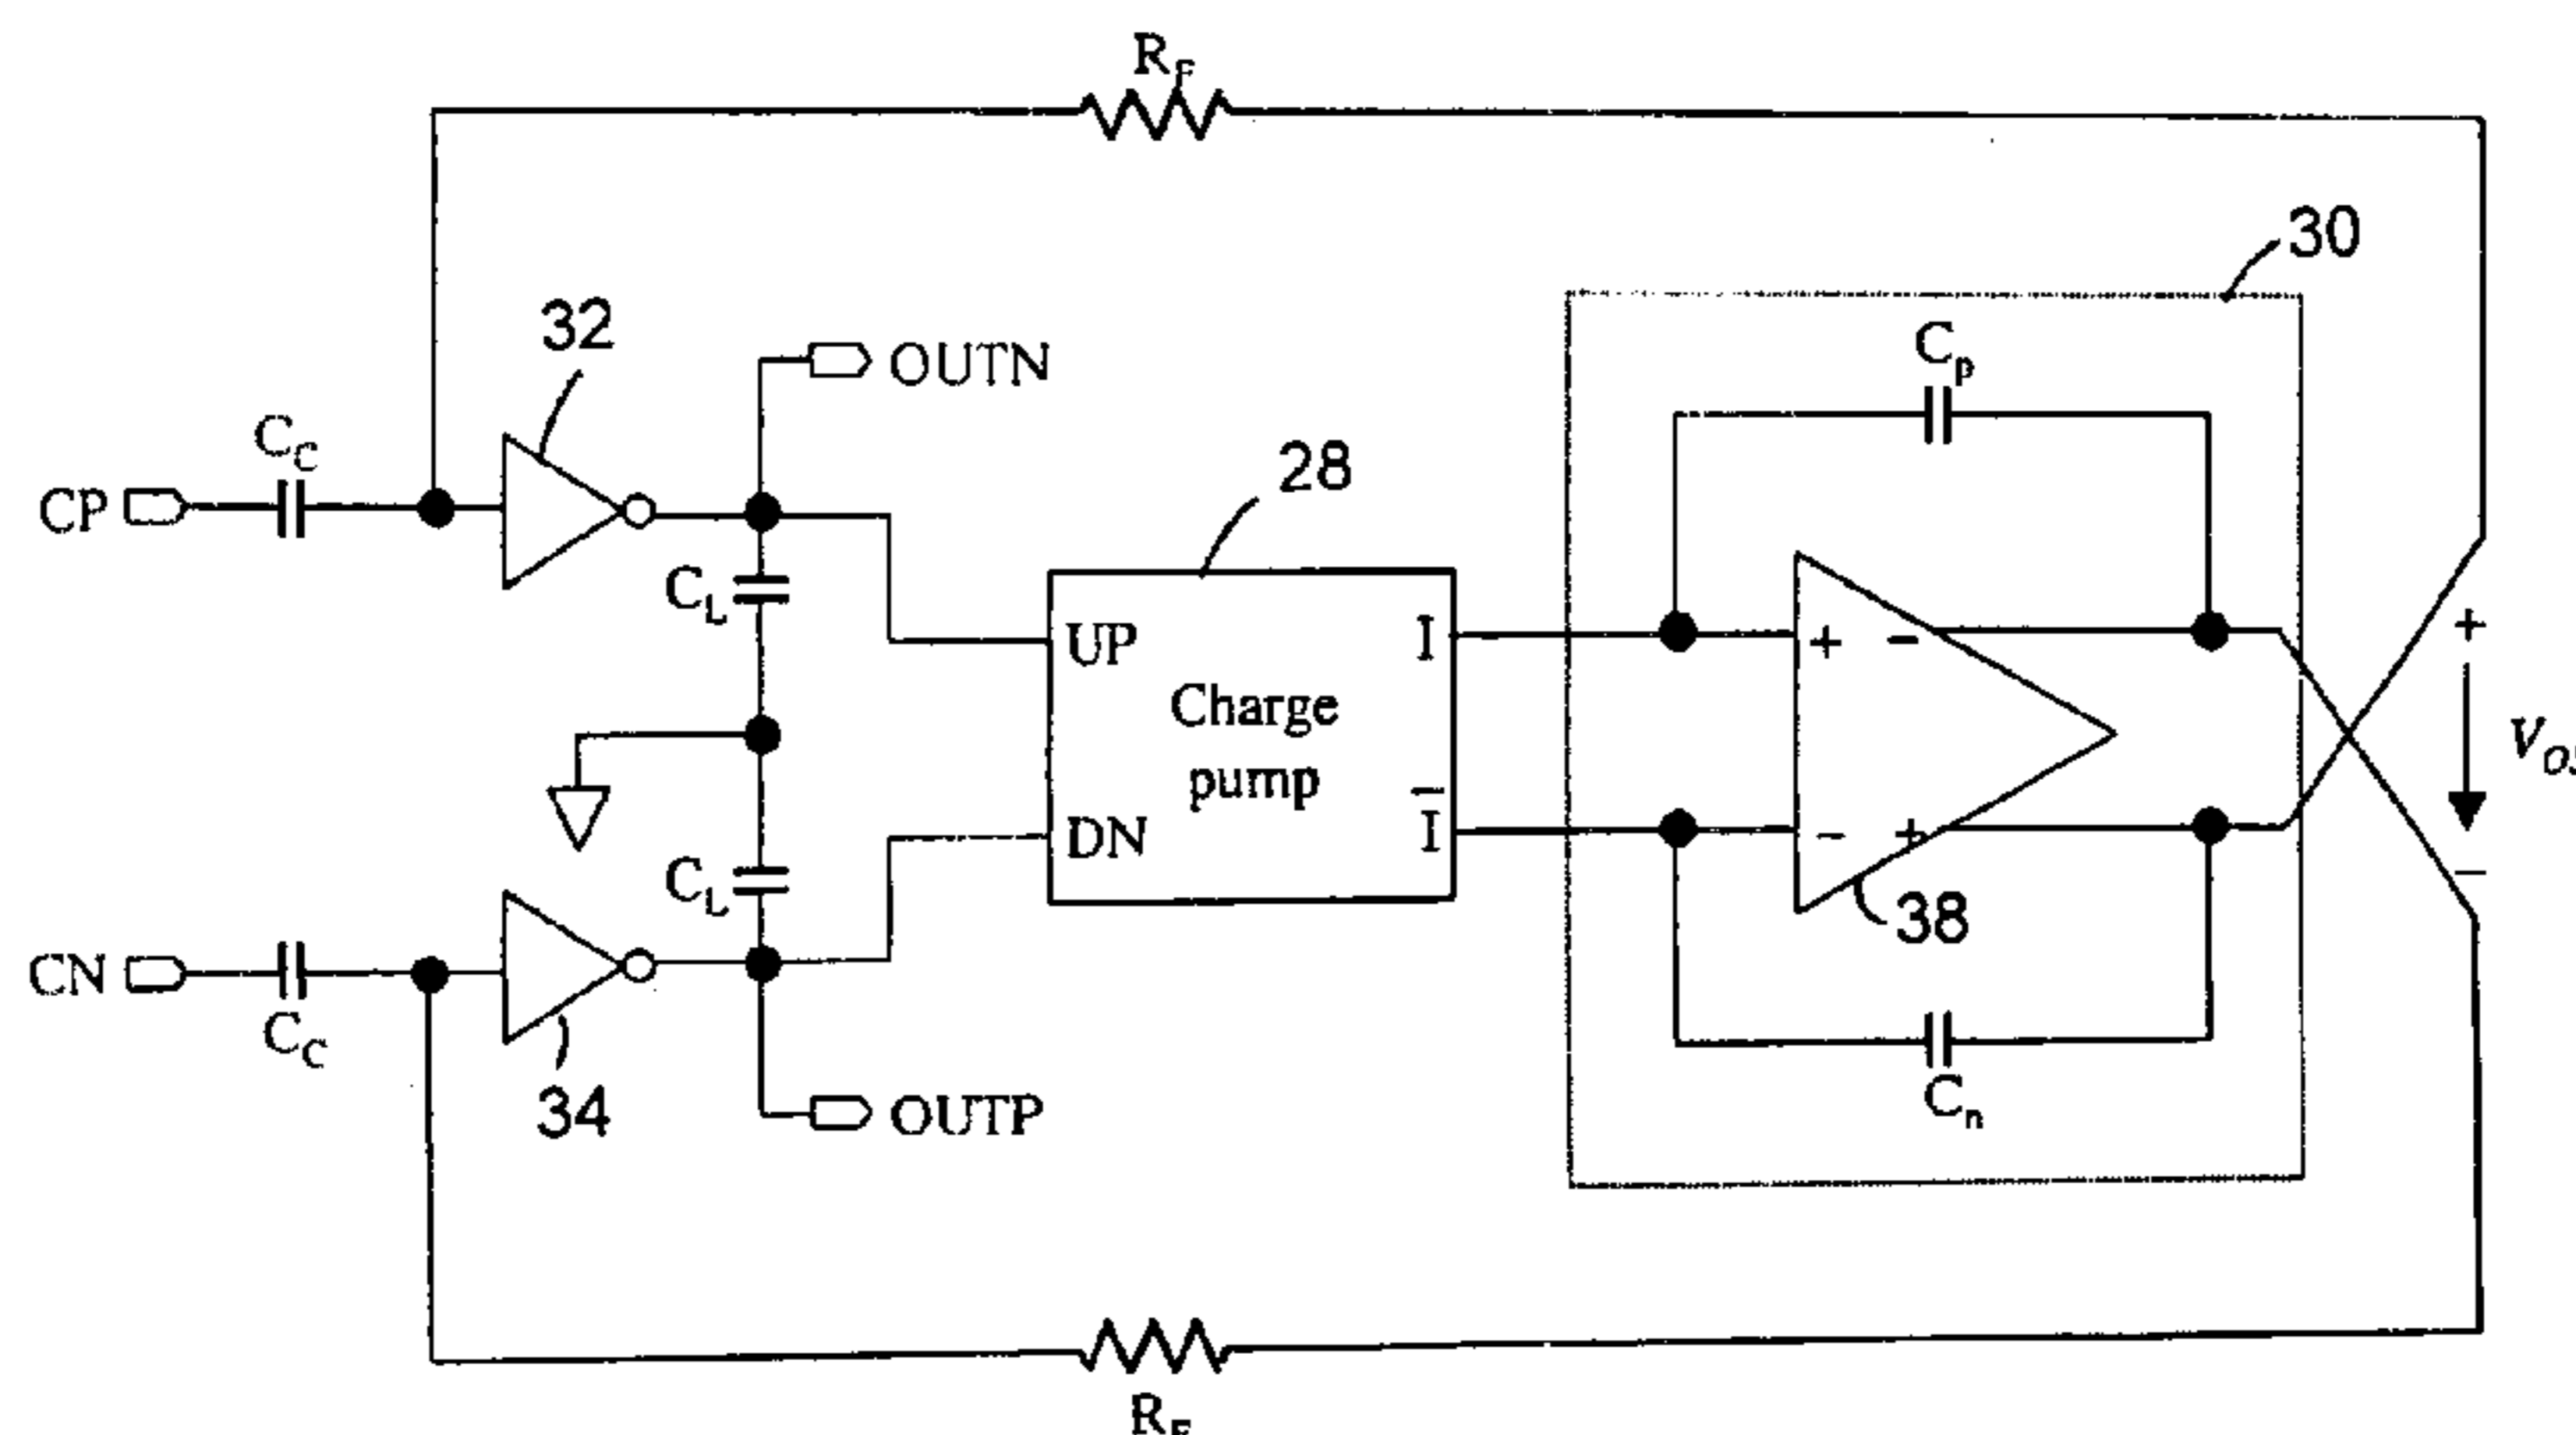 R_F
30
32
OUTN
C_p
C_C
28
CP
C_L
+
UP
I
+ −
Charge
pump
V_OS
C_L
DN
Ī
− +
−
38
CN
C_C
34
OUTP
C_n
R_F